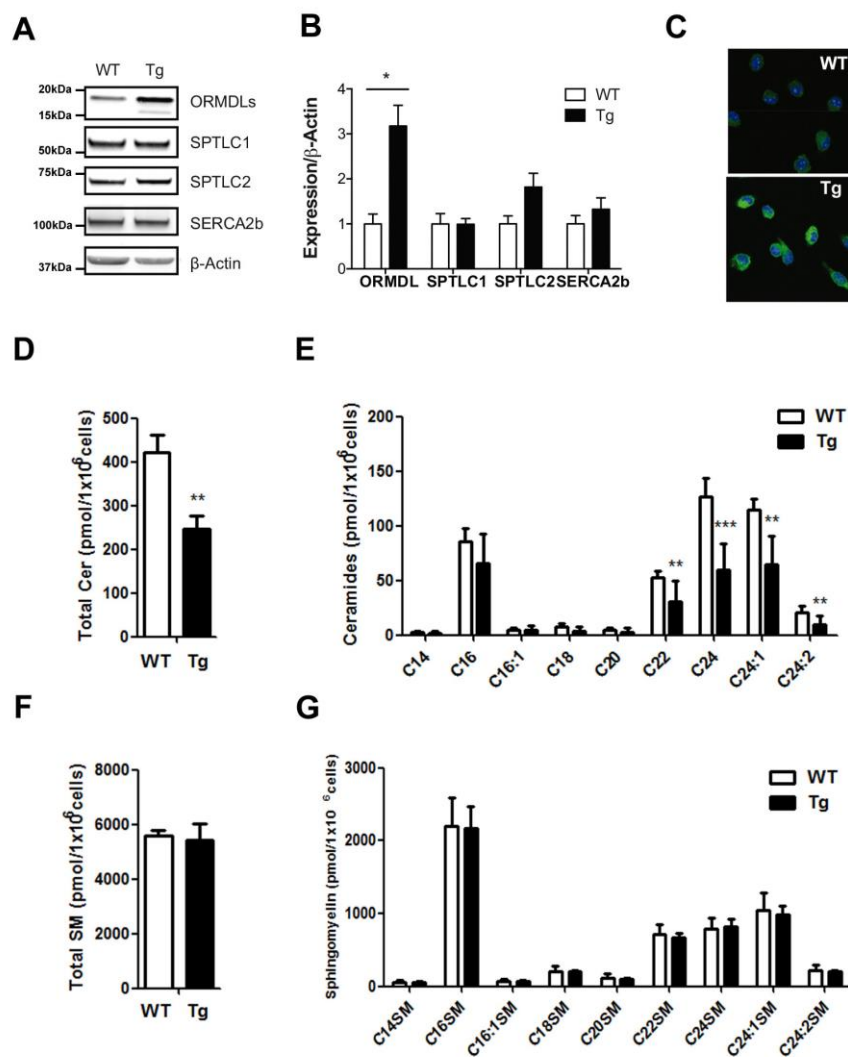 A
WT Tg
20kDa
15kDa
ORMDLs
50kDa
SPTLC1
75kDa
SPTLC2
100kDa
SERCA2b
37kDa
β-Actin
B
Expression/β-Actin
4
3
2
1
0
*
WT
Tg
ORMDL SPTLC1 SPTLC2 SERCA2b
C
WT
Tg
D
Total Cer (pmol/1x10⁶cells)
500
400
300
200
100
0
**
WT Tg
E
Ceramides (pmol/1x10⁶cells)
200
150
100
50
0
WT
Tg
** *** ** **
C14 C16 C16:1 C18 C20 C22 C24 C24:1 C24:2
F
Total SM (pmol/1x10⁶cells)
8000
6000
4000
2000
0
WT Tg
G
Sphingomyelin (pmol/1x10 ⁶cells)
3000
2000
1000
0
WT
Tg
C14SM C16SM C16:1SM C18SM C20SM C22SM C24SM C24:1SM C24:2SM